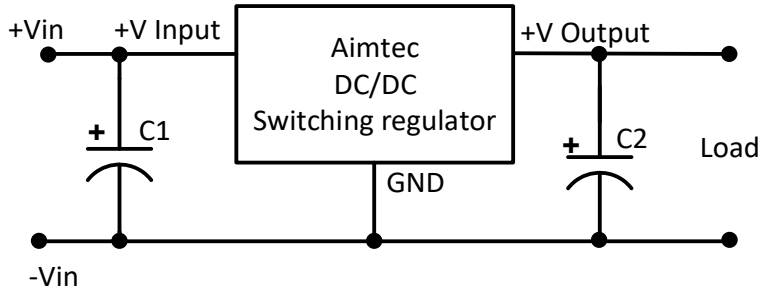 +Vin
+V Input
Aimtec
DC/DC
Switching regulator
+V Output
+
C1
+
C2
Load
GND
-Vin